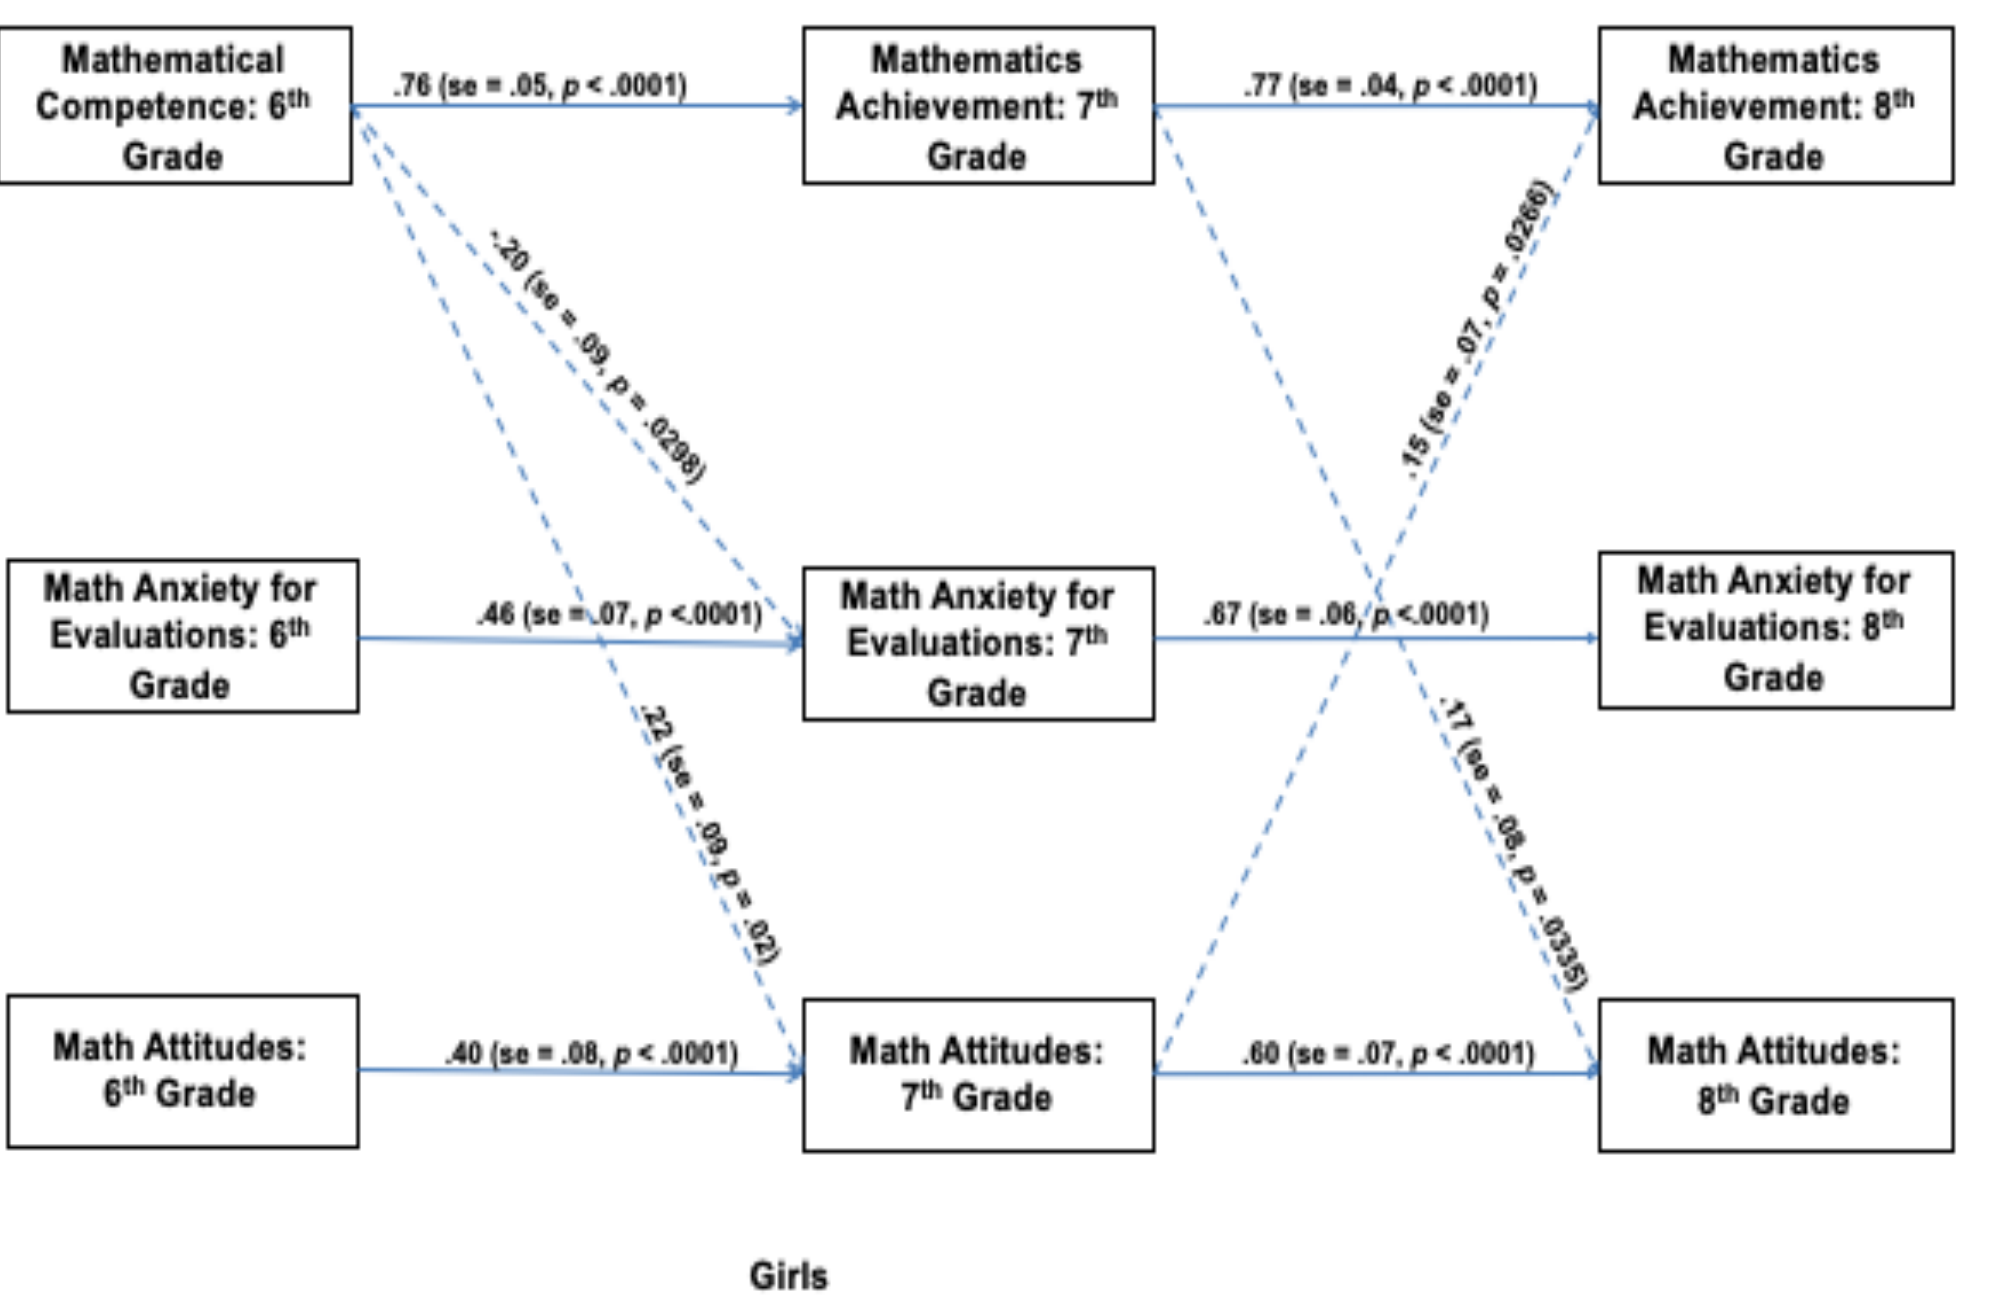 Mathematical
Competence: 6th
Grade
.76 (se = .05, p < .0001)
Mathematics
Achievement: 7th
Grade
.77 (se = .04, p < .0001)
Mathematics
Achievement: 8th
Grade
-.20 (se = .09, p = .0298)
.15 (se = .07, p = .0266)
Math Anxiety for
Evaluations: 6th
Grade
.46 (se = .07, p <.0001)
Math Anxiety for
Evaluations: 7th
Grade
.67 (se = .06, p <.0001)
Math Anxiety for
Evaluations: 8th
Grade
.22 (se = .09, p = .02)
.17 (se = .08, p = .0335)
Math Attitudes:
6th Grade
.40 (se = .08, p < .0001)
Math Attitudes:
7th Grade
.60 (se = .07, p < .0001)
Math Attitudes:
8th Grade
Girls